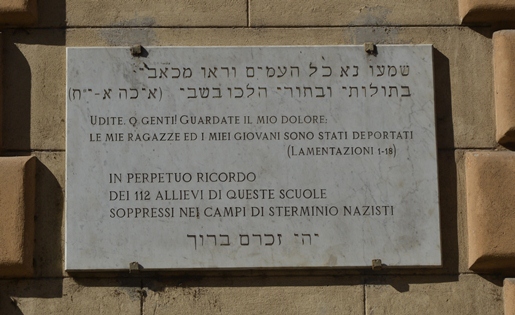 שמעו נא כל העמים וראו מכאבי
בתולותי ובחורי הלכו בשבי (איכה א-י״ח)
UDITE, O GENTI! GUARDATE IL MIO DOLORE:
LE MIE RAGAZZE ED I MIEI GIOVANI SONO STATI DEPORTATI
(LAMENTAZIONI 1-18)
IN PERPETUO RICORDO
DEI 112 ALLIEVI DI QUESTE SCUOLE
SOPPRESSI NEI CAMPI DI STERMINIO NAZISTI
יהי זכרם ברוך